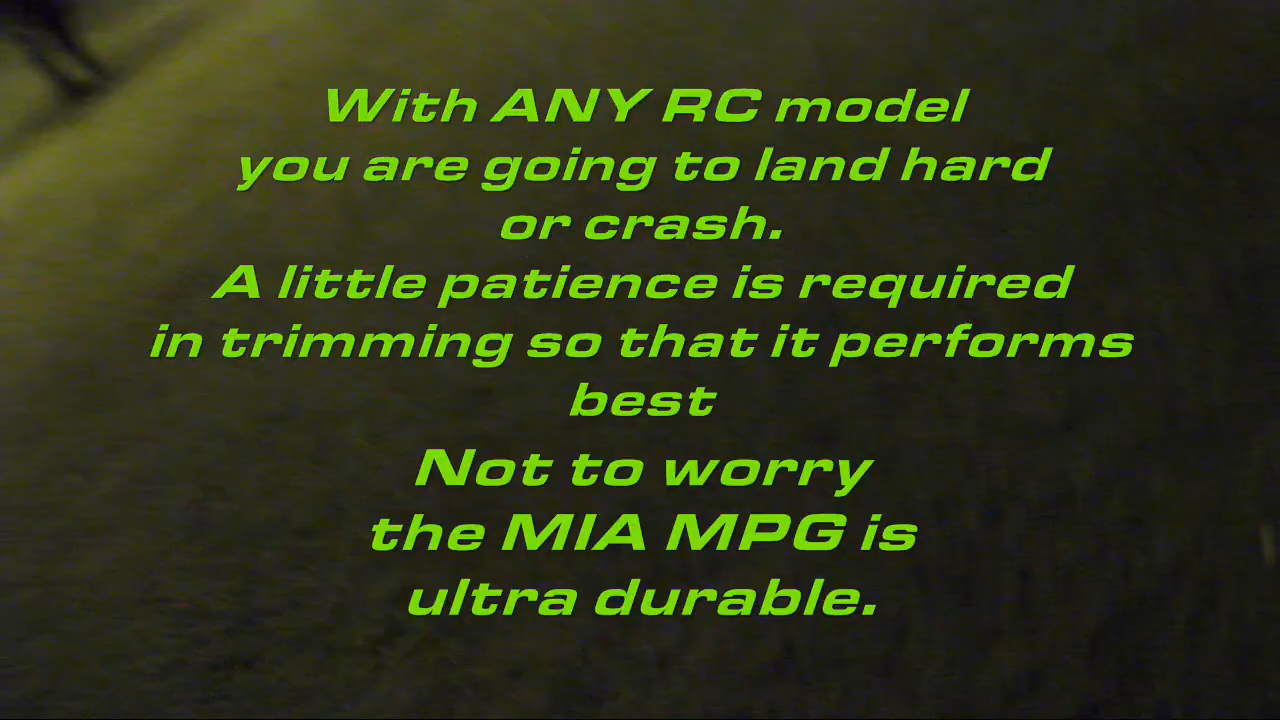 With ANY RC model
you are going to land hard
or crash.
A little patience is required
in trimming so that it performs
best
Not to worry
the MIA MPG is
ultra durable.